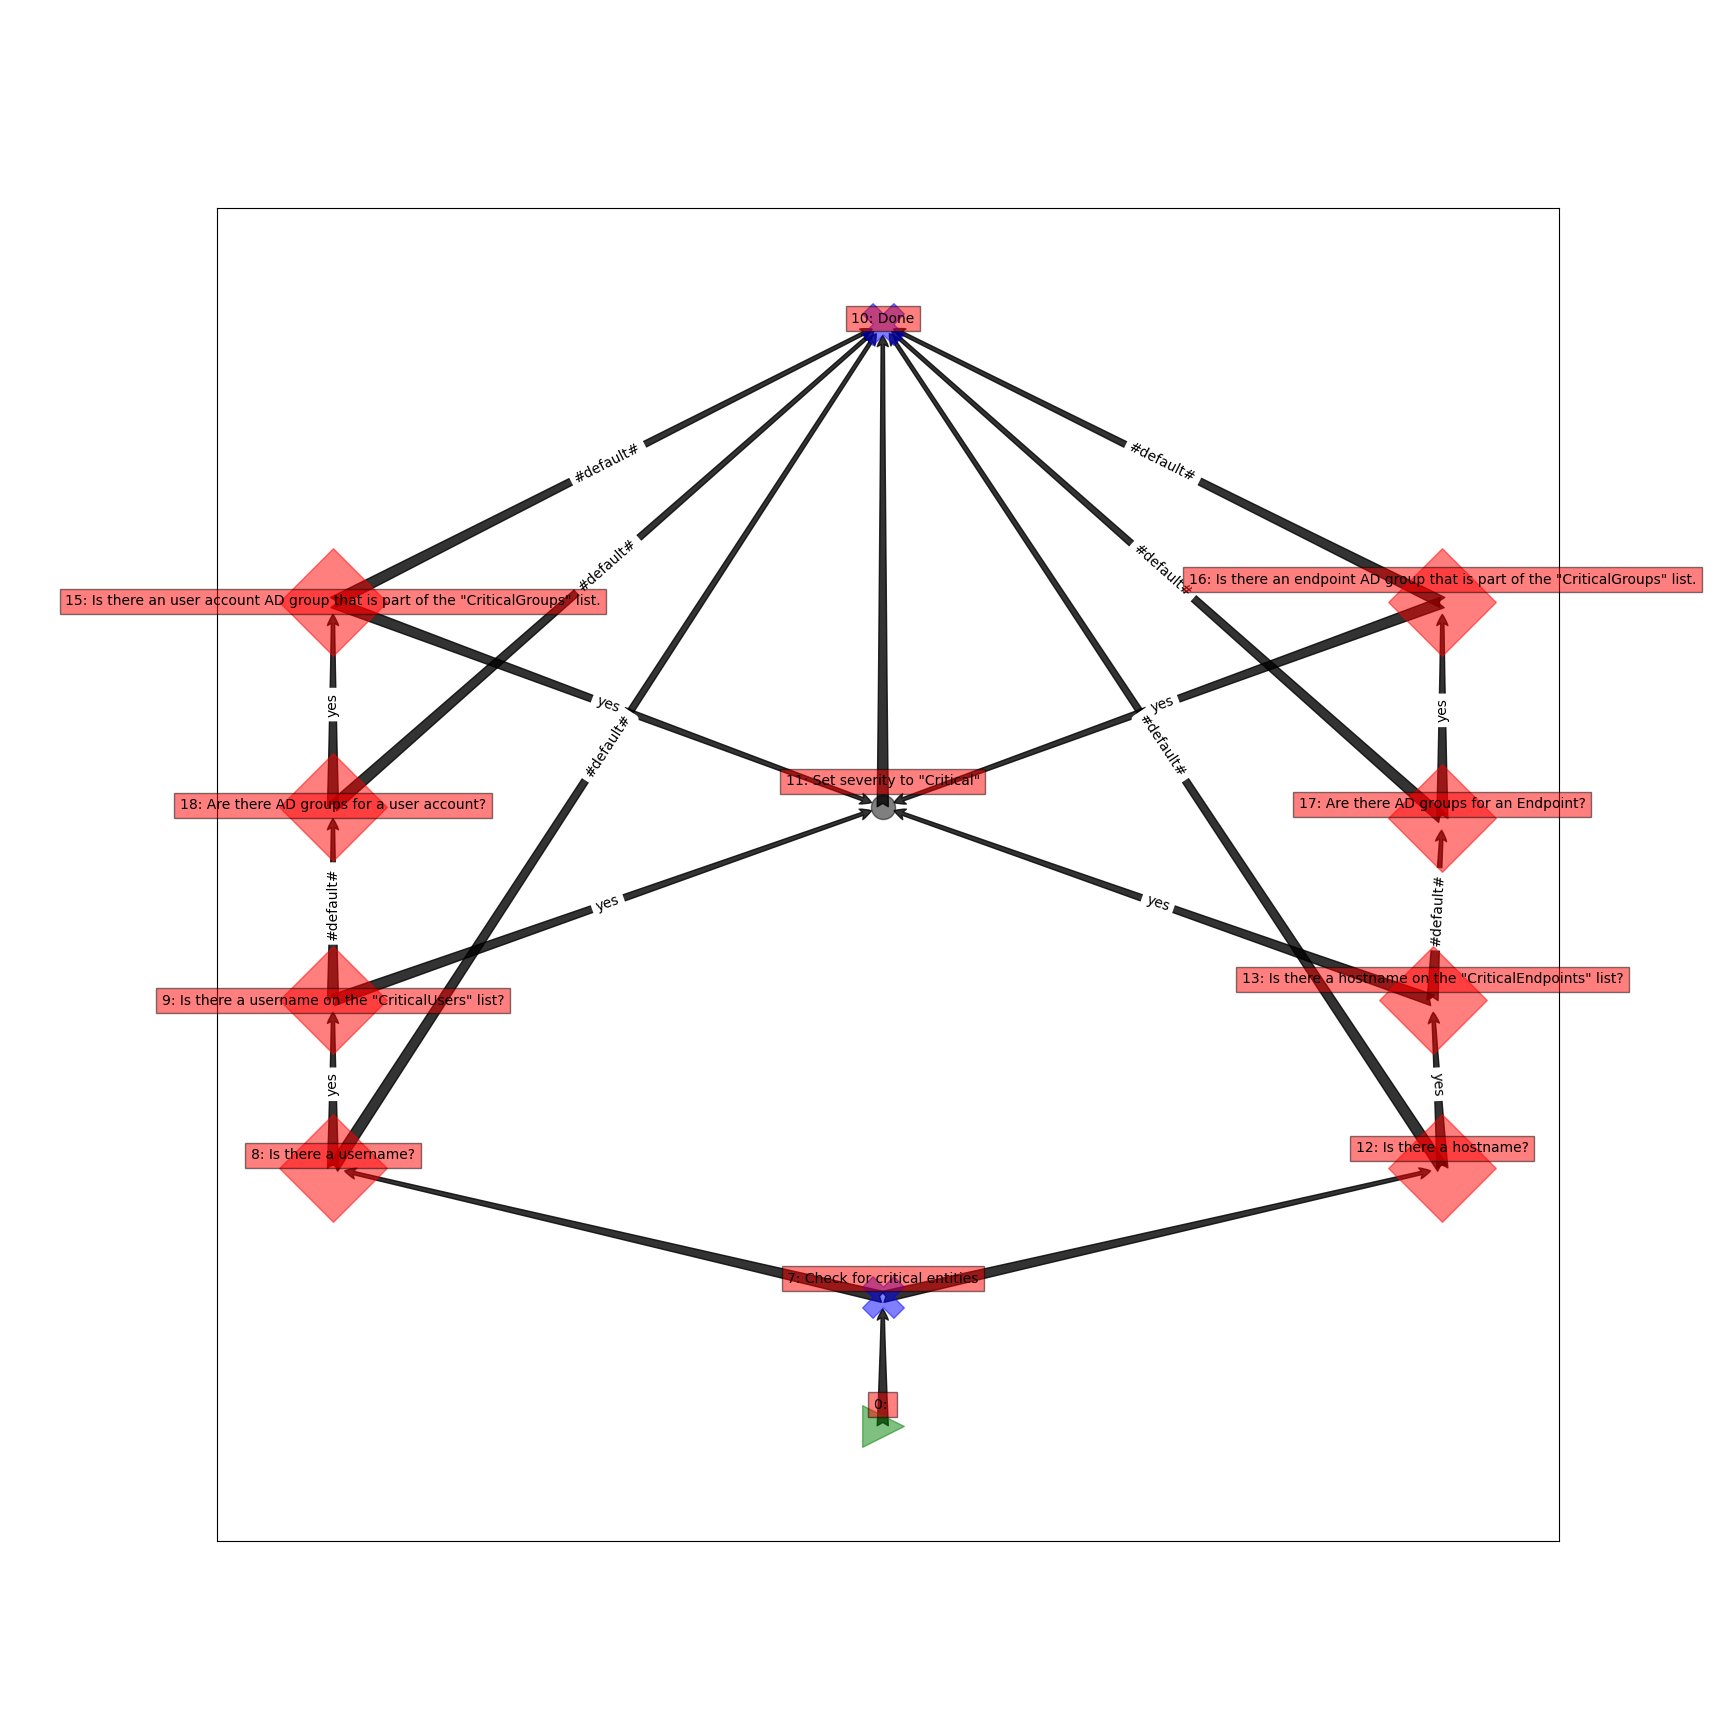 10: Done
#default#
#default#
#default#
#default#
16: Is there an endpoint AD group that is part of the "CriticalGroups" list.
15: Is there an user account AD group that is part of the "CriticalGroups" list.
yes
yes
yes
yes
#default#
#default#
11: Set severity to "Critical"
18: Are there AD groups for a user account?
17: Are there AD groups for an Endpoint?
#default#
yes
yes
#default#
13: Is there a hostname on the "CriticalEndpoints" list?
9: Is there a username on the "CriticalUsers" list?
yes
yes
12: Is there a hostname?
8: Is there a username?
7: Check for critical entities
0: